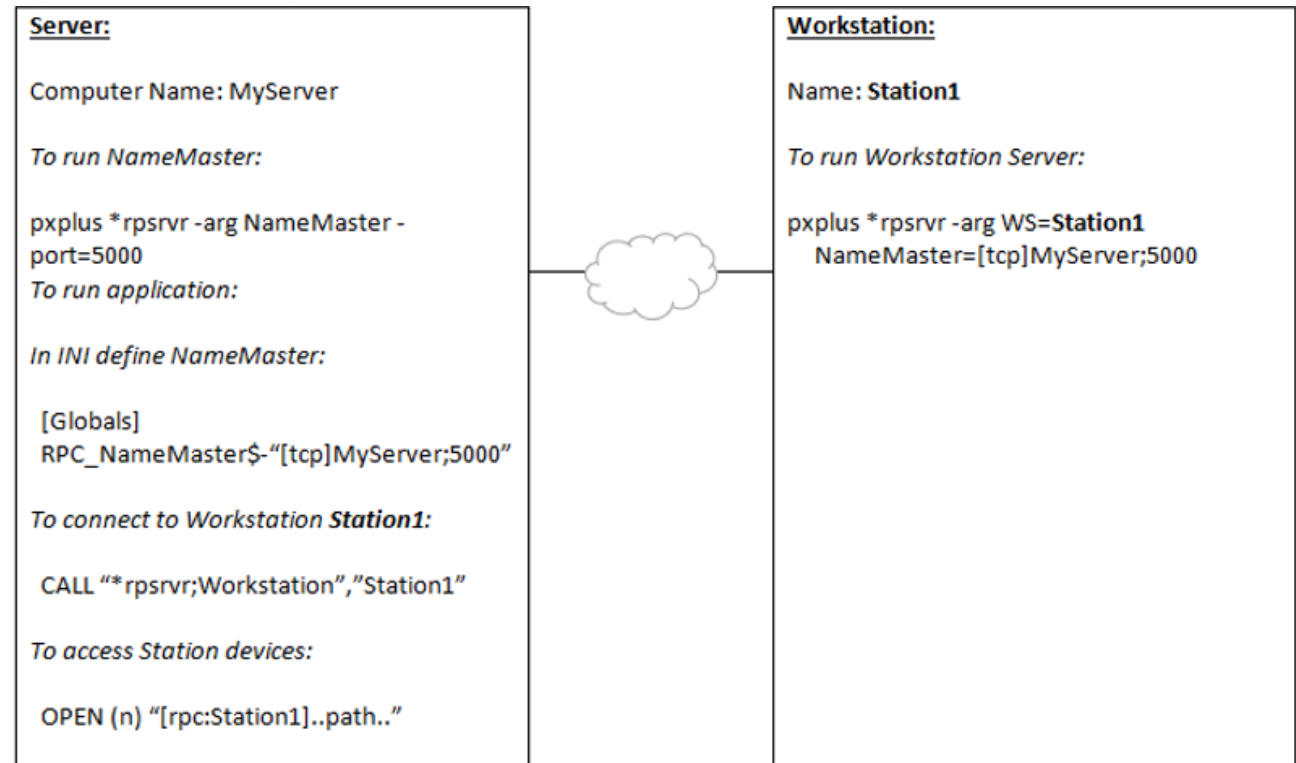 Server:
Computer Name: MyServer
To run NameMaster:
pxplus *rpsrvr -arg NameMaster -
port=5000
To run application:
In INI define NameMaster:
[Globals]
RPC_NameMaster$-“[tcp]MyServer;5000”
To connect to Workstation Station1:
CALL “*rpsrvr;Workstation”,”Station1”
To access Station devices:
OPEN (n) “[rpc:Station1]..path..”
Workstation:
Name: Station1
To run Workstation Server:
pxplus *rpsrvr -arg WS=Station1
NameMaster=[tcp]MyServer;5000